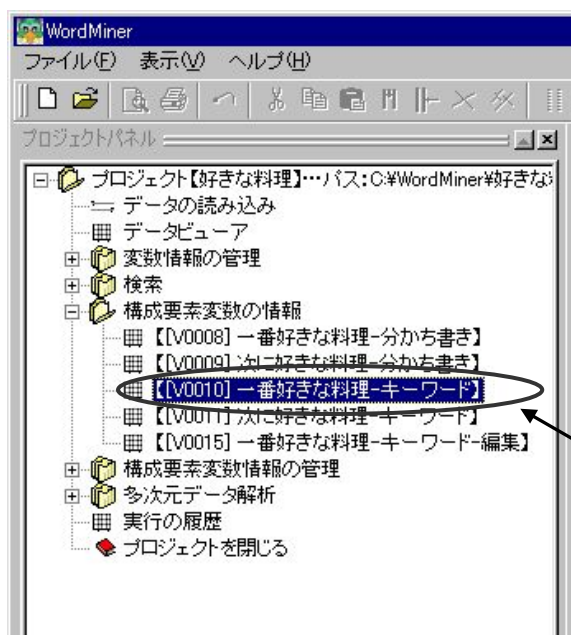 WordMiner
ファイル(F) 表示(V) ヘルプ(H)
プロジェクトパネル
プロジェクト【好きな料理】…パス:C:¥WordMiner¥好きな
データの読み込み
データビューア
変数情報の管理
検索
構成要素変数の情報
【[V0008] 一番好きな料理-分かち書き】
【[V0009] 次に好きな料理-分かち書き】
【[V0010] 一番好きな料理-キーワード】
【[V0011] 次に好きな料理-キーワード】
【[V0015] 一番好きな料理-キーワード-編集】
構成要素変数情報の管理
多次元データ解析
実行の履歴
プロジェクトを閉じる